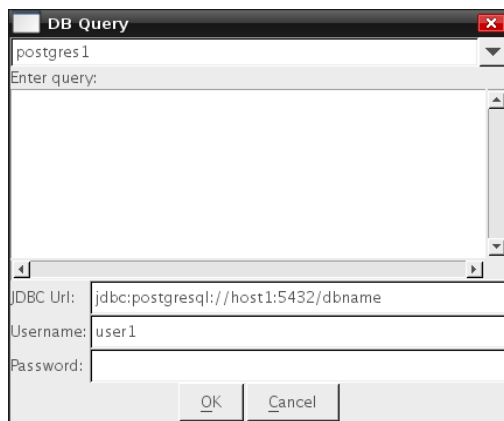 DB Query
postgres1
Enter query:
JDBC Url: jdbc:postgresql://host1:5432/dbname
Username: user1
Password:
OK Cancel